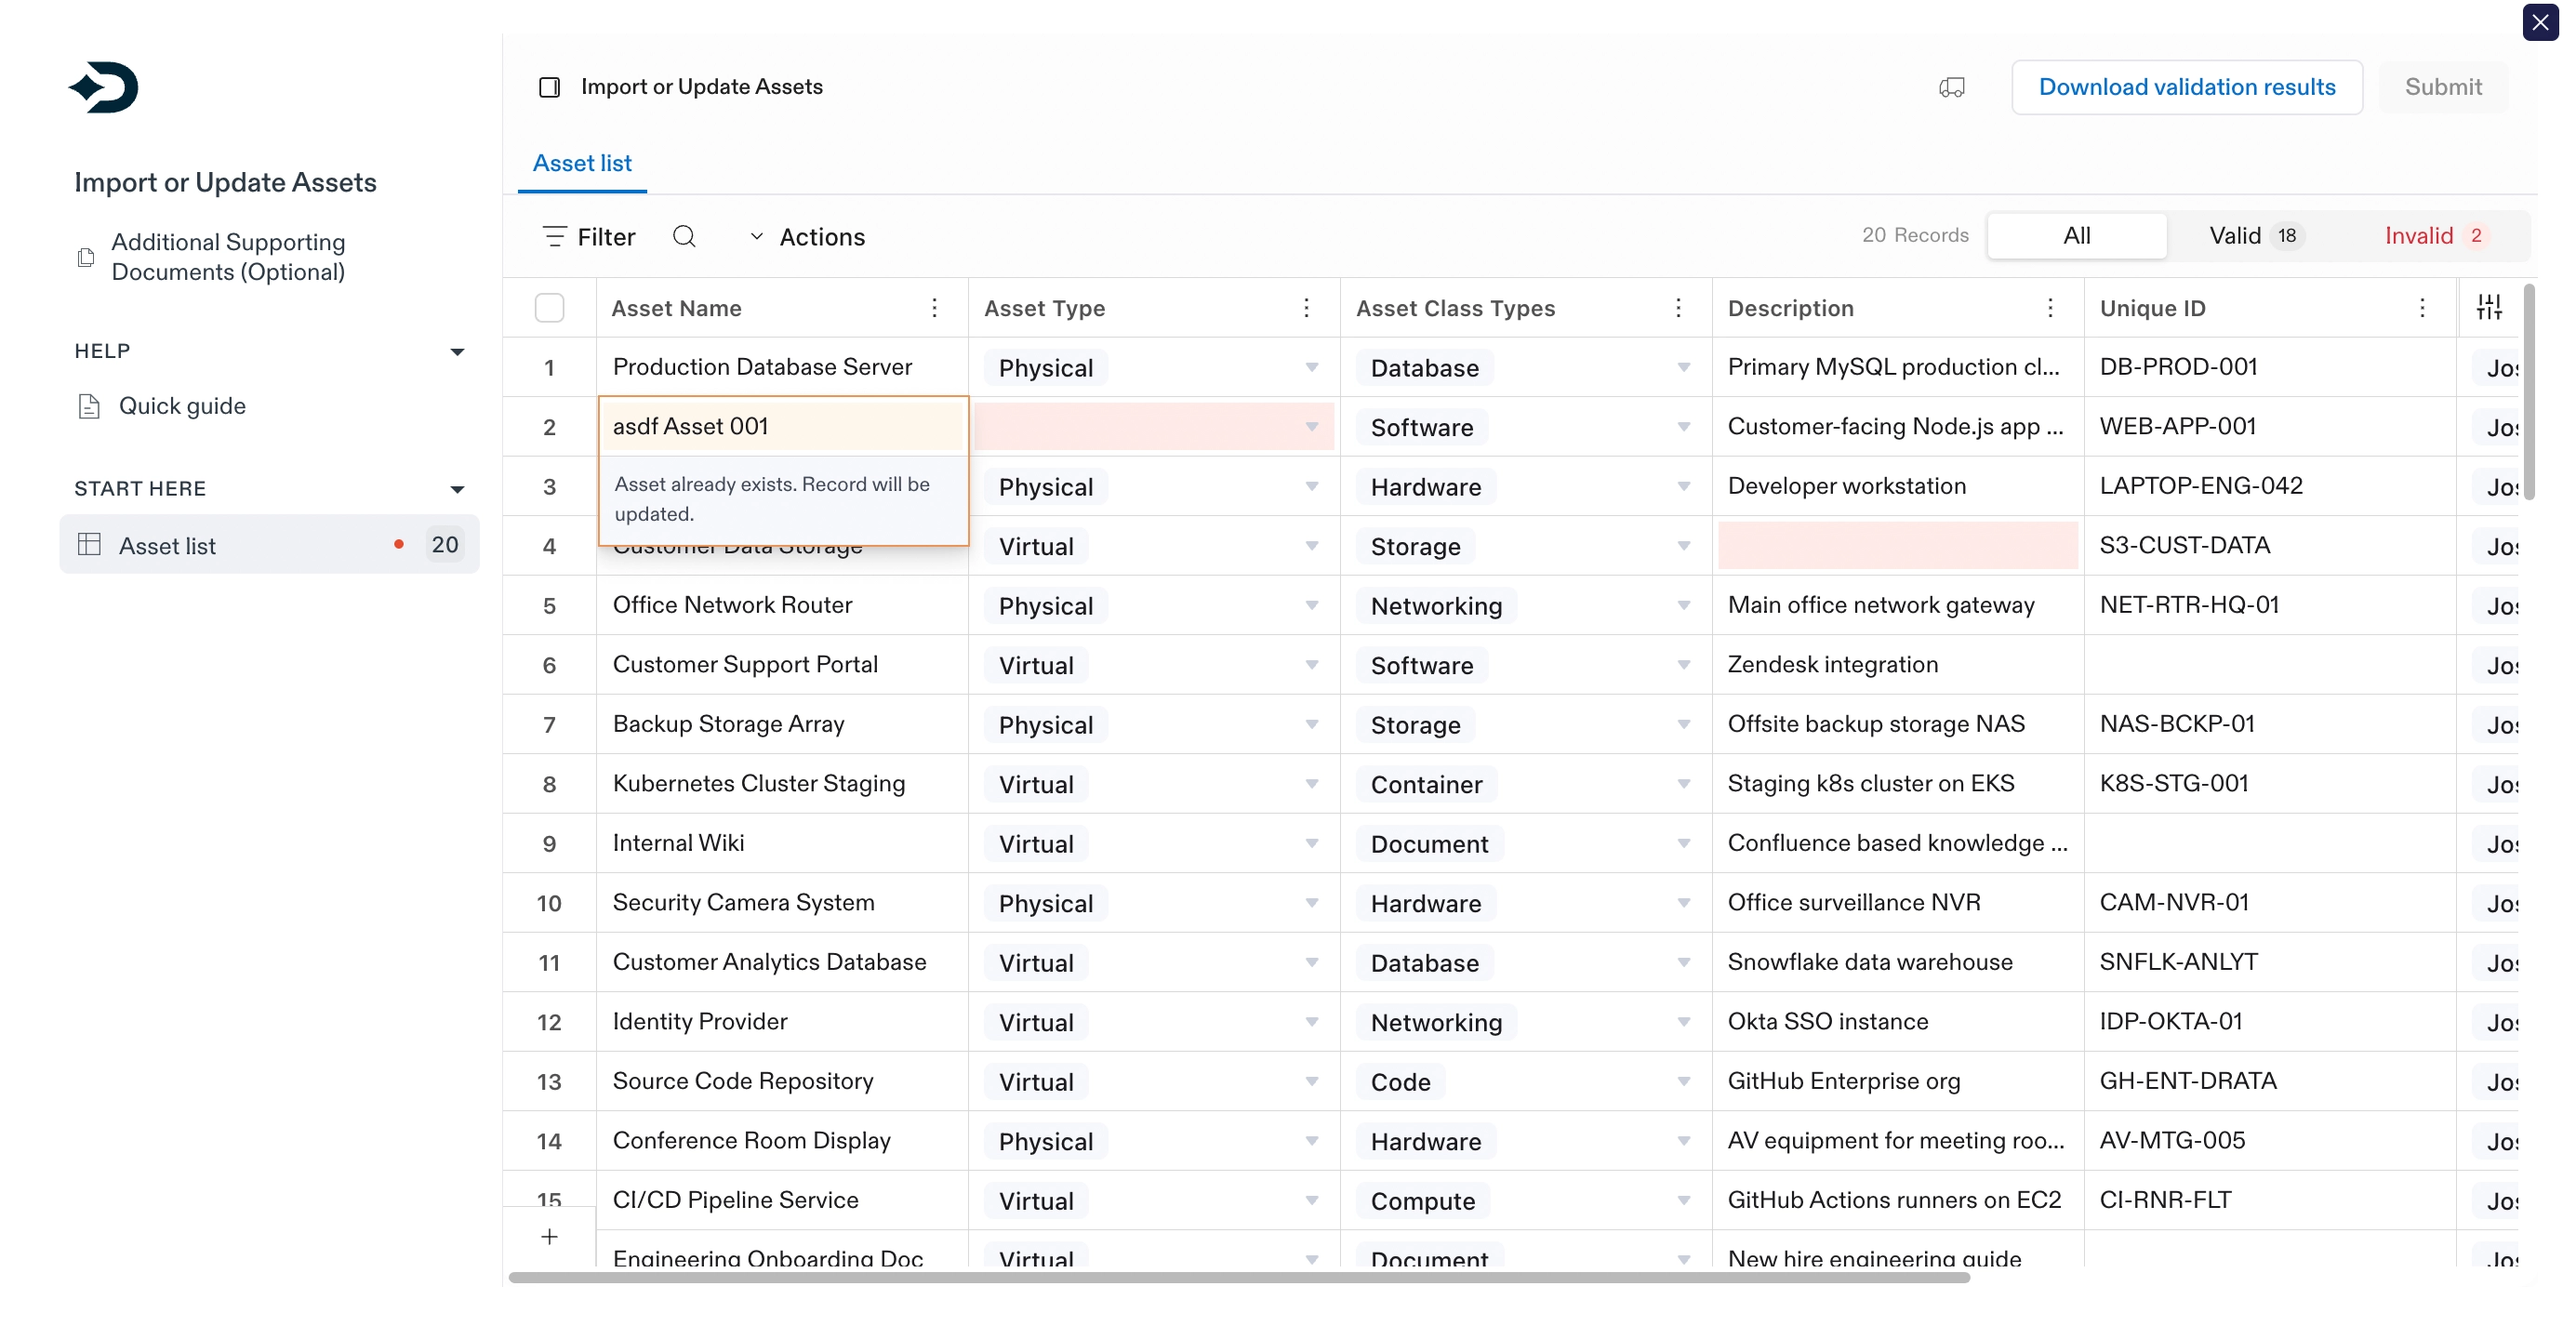 Import or Update Assets
Additional Supporting
Documents (Optional)
HELP
Quick guide
START HERE
Asset list 20
Import or Update Assets Download validation results Submit
Asset list
Filter Actions 20 Records All Valid 18 Invalid 2
Asset Name Asset Type Asset Class Types Description Unique ID
1 Production Database Server Physical Database Primary MySQL production cl... DB-PROD-001
2 asdf Asset 001 Software Customer-facing Node.js app ... WEB-APP-001
Asset already exists. Record will be
updated.
3 Physical Hardware Developer workstation LAPTOP-ENG-042
4 Customer Data Storage Virtual Storage S3-CUST-DATA
5 Office Network Router Physical Networking Main office network gateway NET-RTR-HQ-01
6 Customer Support Portal Virtual Software Zendesk integration
7 Backup Storage Array Physical Storage Offsite backup storage NAS NAS-BCKP-01
8 Kubernetes Cluster Staging Virtual Container Staging k8s cluster on EKS K8S-STG-001
9 Internal Wiki Virtual Document Confluence based knowledge ...
10 Security Camera System Physical Hardware Office surveillance NVR CAM-NVR-01
11 Customer Analytics Database Virtual Database Snowflake data warehouse SNFLK-ANLYT
12 Identity Provider Virtual Networking Okta SSO instance IDP-OKTA-01
13 Source Code Repository Virtual Code GitHub Enterprise org GH-ENT-DRATA
14 Conference Room Display Physical Hardware AV equipment for meeting roo... AV-MTG-005
15 CI/CD Pipeline Service Virtual Compute GitHub Actions runners on EC2 CI-RNR-FLT
Engineering Onboarding Doc Virtual Document New hire engineering guide